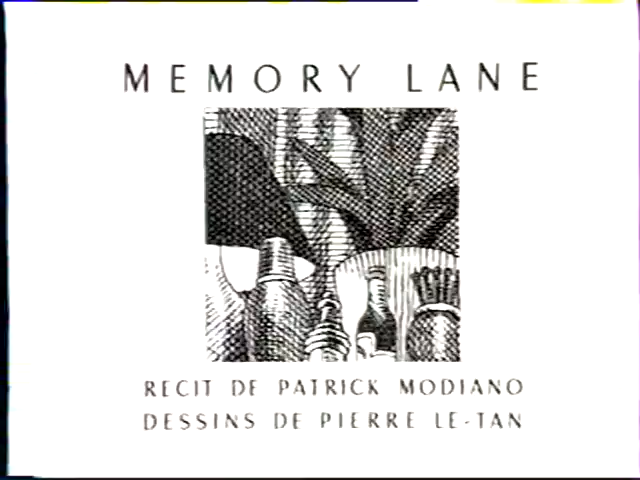 MEMORY LANE
RECIT DE PATRICK MODIANO
DESSINS DE PIERRE LE-TAN